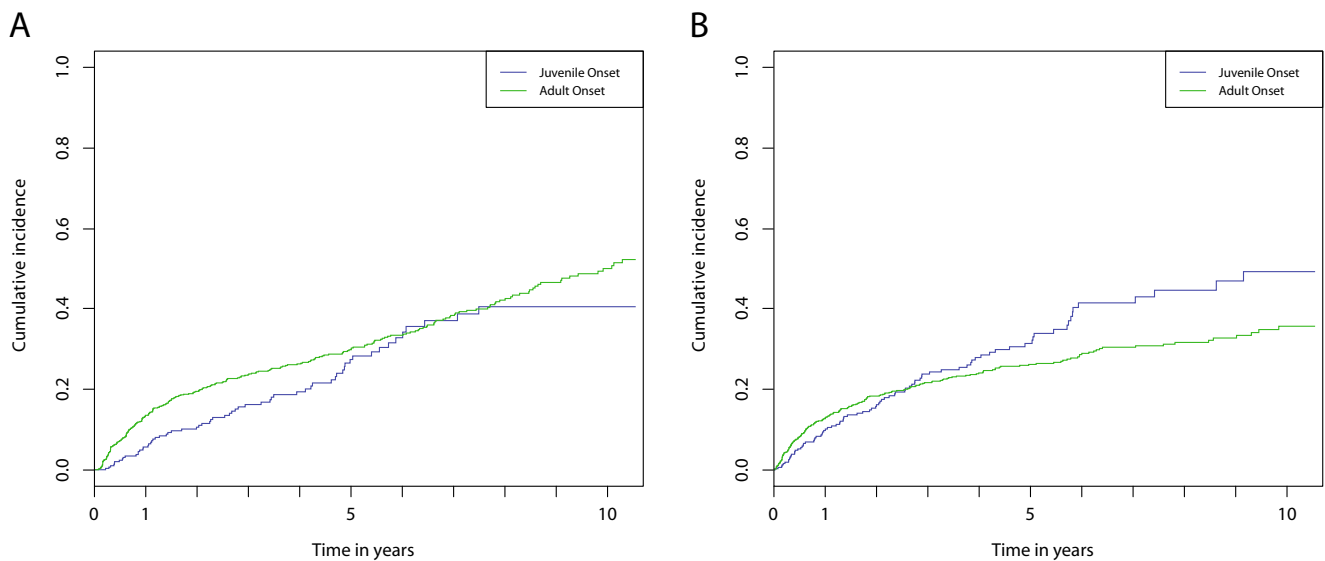 A
Cumulative incidence
1.0
0.8
0.6
0.4
0.2
0.0
Juvenile Onset
Adult Onset
0 1 5 10
Time in years
B
Cumulative incidence
1.0
0.8
0.6
0.4
0.2
0.0
Juvenile Onset
Adult Onset
0 1 5 10
Time in years